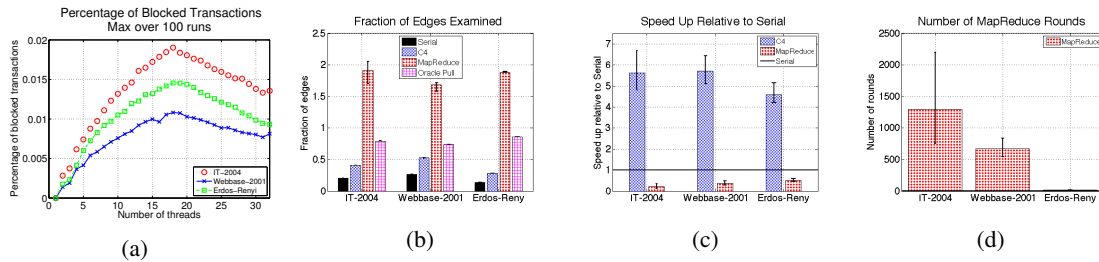 Percentage of Blocked Transactions
Max over 100 runs
Percentage of blocked transactions
0.02
0.015
0.01
0.005
0
0 5 10 15 20 25 30
Number of threads
IT-2004
Webbase-2001
Erdos-Renyi
(a)
Fraction of Edges Examined
Fraction of edges
2.5
2
1.5
1
0.5
0
Serial
C4
MapReduce
Oracle Pull
IT-2004 Webbase-2001 Erdos-Reny
(b)
Speed Up Relative to Serial
Speed up relative to Serial
7
6
5
4
3
2
1
0
C4
MapReduce
Serial
IT-2004 Webbase-2001 Erdos-Reny
(c)
Number of MapReduce Rounds
Number of rounds
2500
2000
1500
1000
500
0
MapReduce
IT-2004 Webbase-2001 Erdos-Reny
(d)